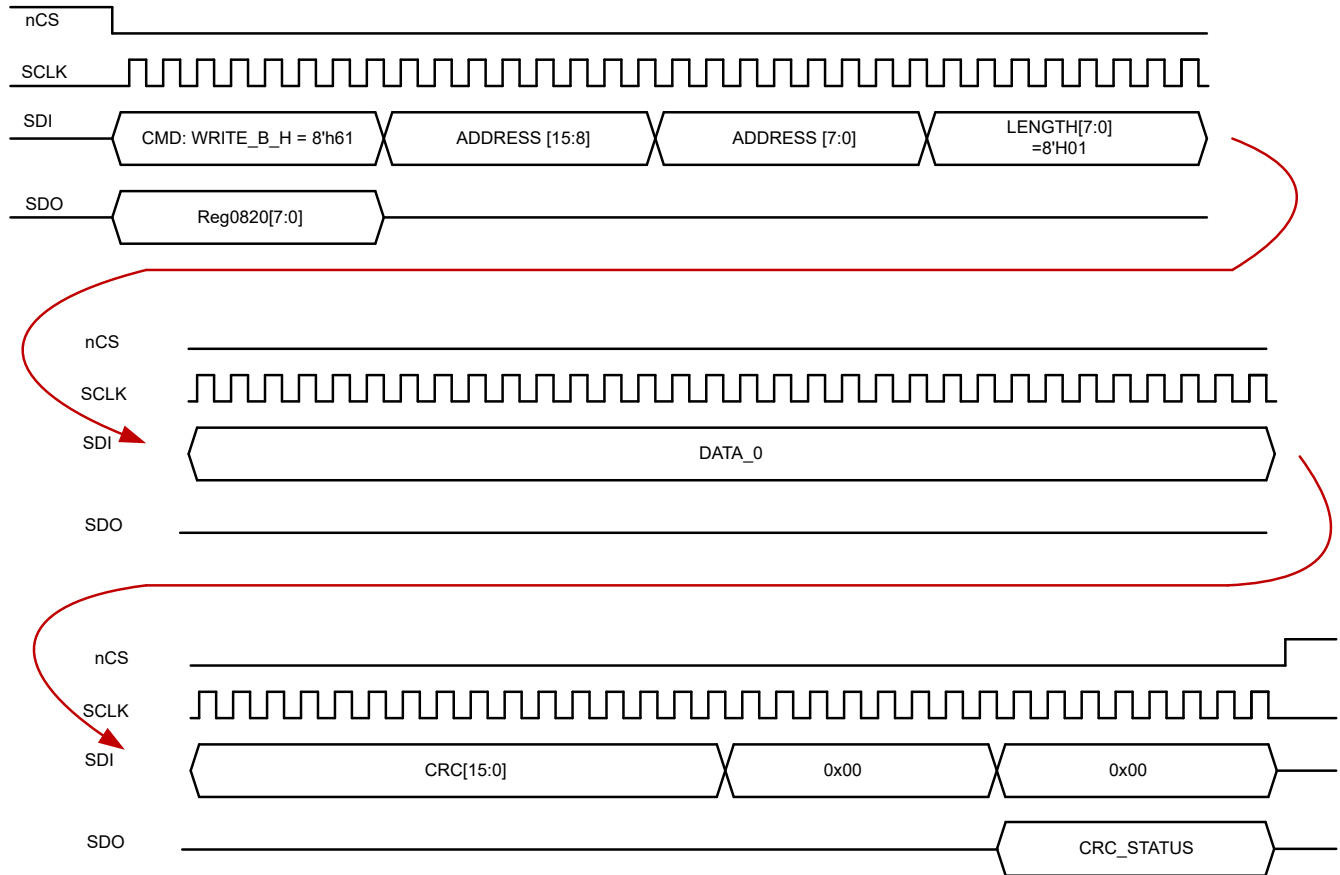 nCS
SCLK
SDI
CMD: WRITE_B_H = 8'h61
ADDRESS [15:8]
ADDRESS [7:0]
LENGTH[7:0]
=8'H01
SDO
Reg0820[7:0]
nCS
SCLK
SDI
DATA_0
SDO
nCS
SCLK
SDI
CRC[15:0]
0x00
0x00
SDO
CRC_STATUS